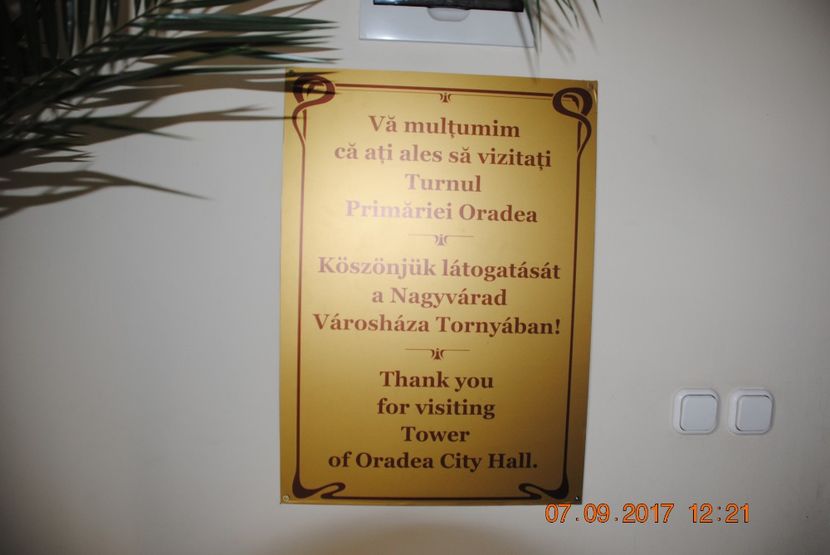 Vă mulțumim
că ați ales să vizitați
Turnul
Primăriei Oradea
Köszönjük látogatását
a Nagyvárad
Városháza Tornyában!
Thank you
for visiting
Tower
of Oradea City Hall.
07.09.2017 12:21